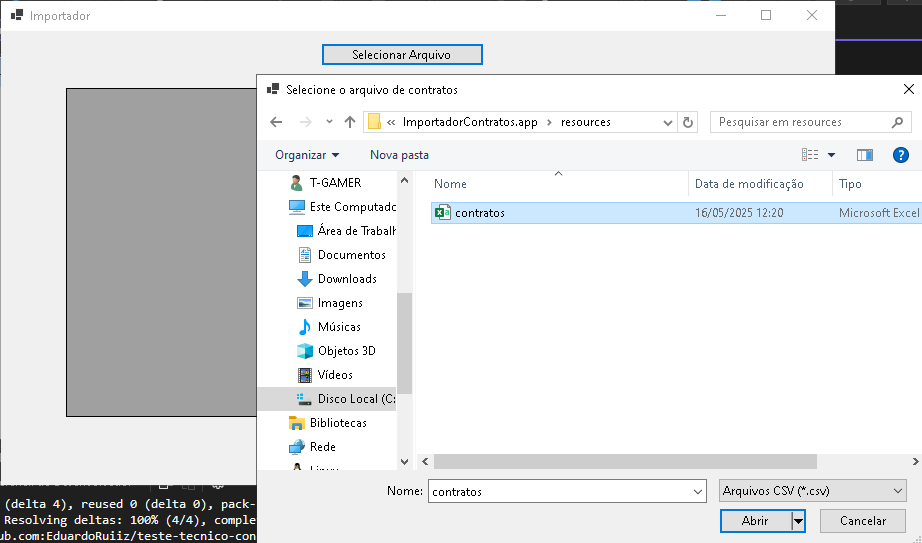 Importador
Selecionar Arquivo
Selecione o arquivo de contratos
« ImportadorContratos.app > resources
Pesquisar em resources
Organizar
Nova pasta
?
T-GAMER
Este Computado
Área de Trabalh
Documentos
Downloads
Imagens
Músicas
Objetos 3D
Vídeos
Disco Local (C:
Bibliotecas
Rede
Nome
Data de modificação
Tipo
contratos
16/05/2025 12:20
Microsoft Excel
Nome:
contratos
Arquivos CSV (*.csv)
Abrir
Cancelar
(delta 4), reused 0 (delta 0), pack-
Resolving deltas: 100% (4/4), comple
ub.com:EduardoRuiiz/teste-tecnico-con